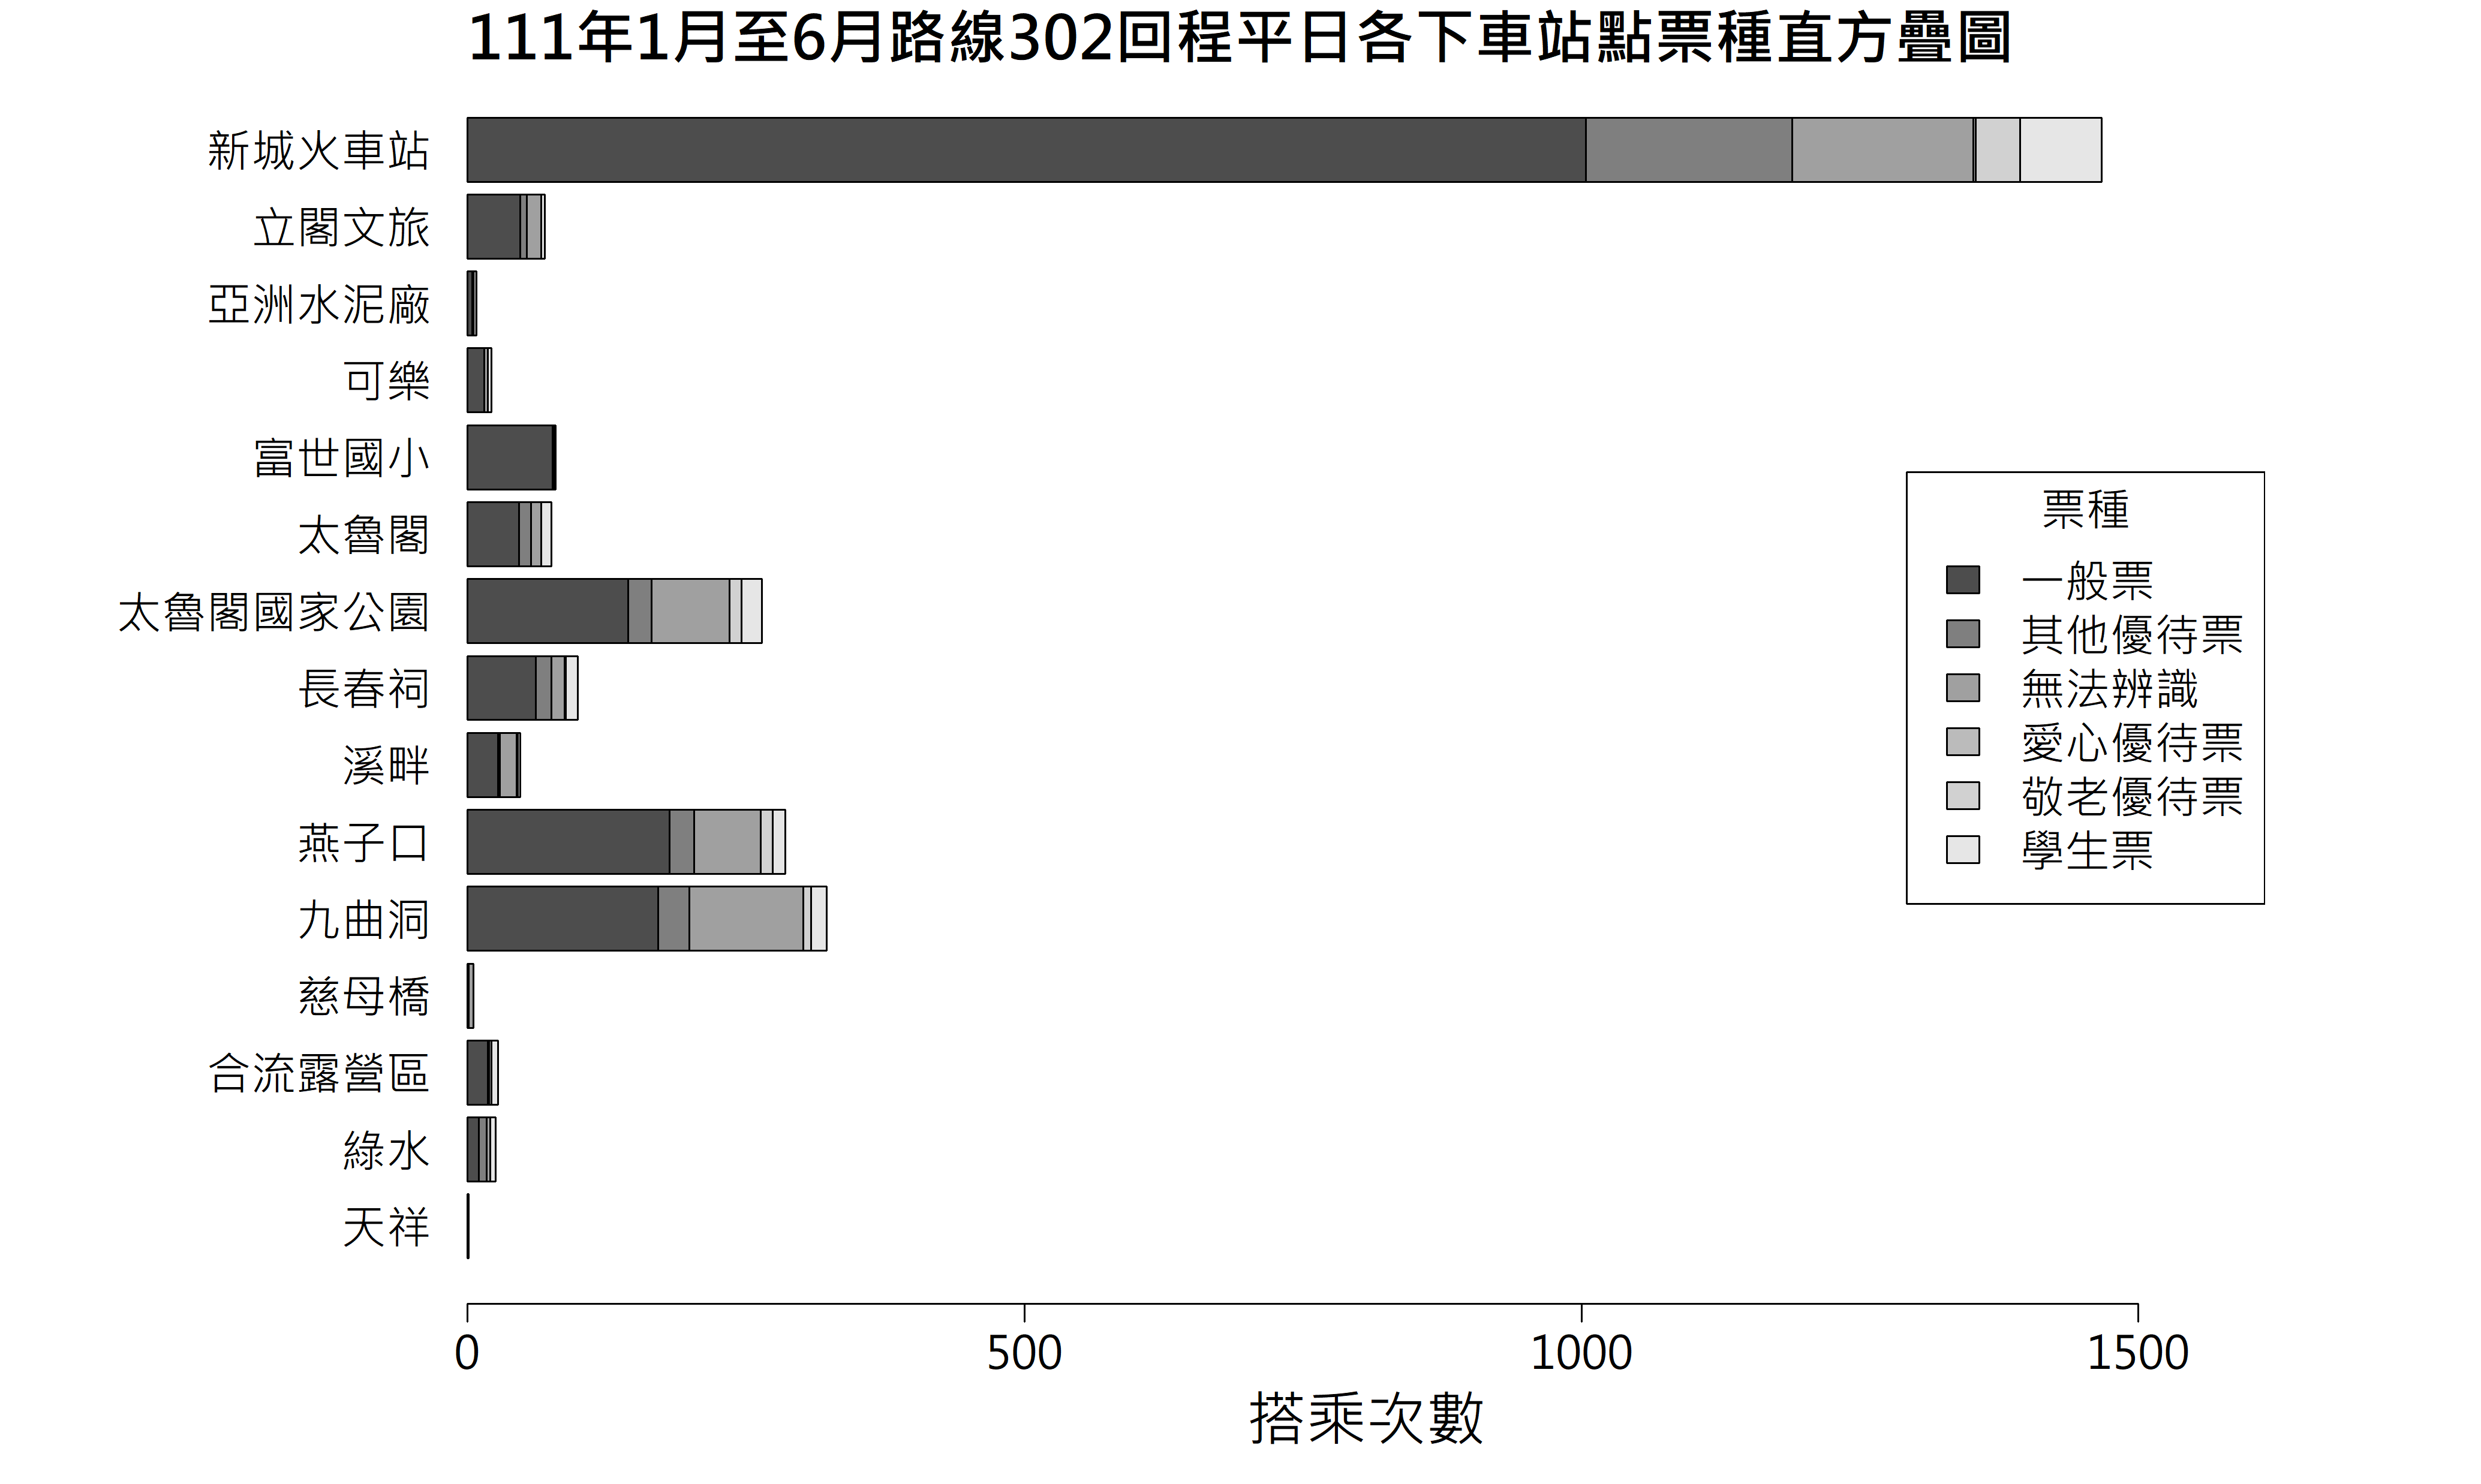 111年1月至6月路線302回程平日各下車站點票種直方疊圖
新城火車站
立閣文旅
亞洲水泥廠
可樂
富世國小
太魯閣
太魯閣國家公園
長春祠
溪畔
燕子口
九曲洞
慈母橋
合流露營區
綠水
天祥
票種
一般票
其他優待票
無法辨識
愛心優待票
敬老優待票
學生票
0 500 1000 1500
搭乘次數